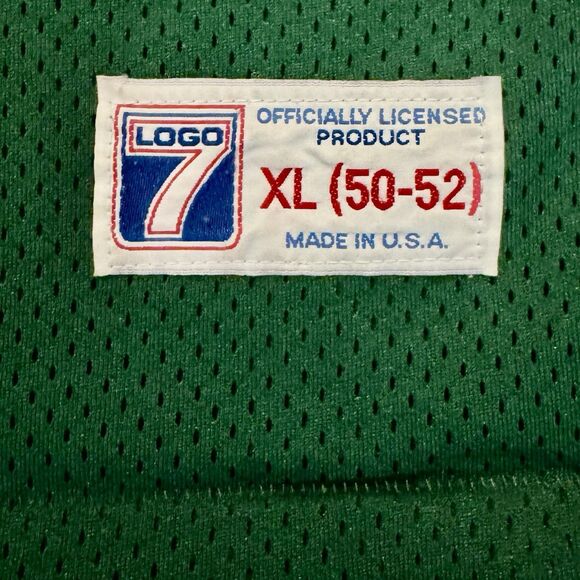 LOGO
7
OFFICIALLY LICENSED
PRODUCT
XL (50-52)
MADE IN U.S.A.